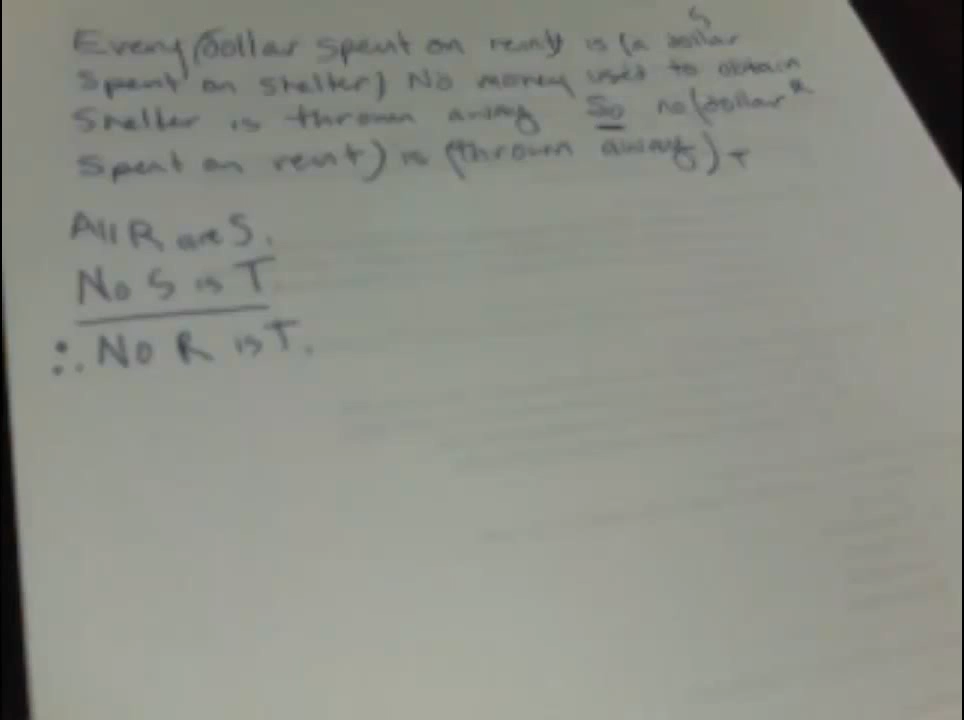 S
Every (dollar spent on rent) is (a dollar
spent on shelter) No money used to obtain
shelter is thrown away So no (dollar R
spent on rent) is (thrown away) T
All R are S.
No S is T
∴ No R is T.